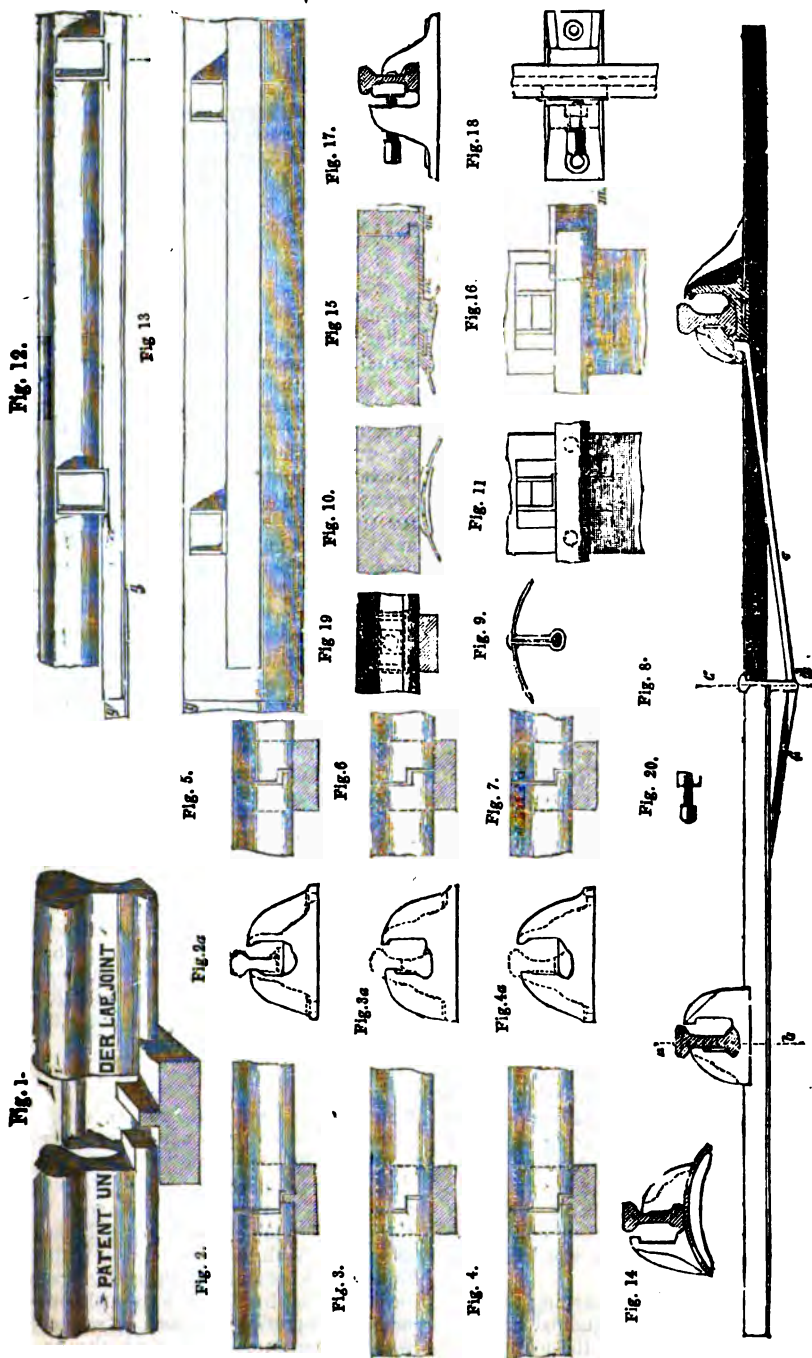 Fig. 1.
PATENT UN DER LAP JOINT
Fig. 12.
Fig 13
Fig. 2.
Fig. 2a
Fig. 5.
Fig 19
Fig. 10.
Fig 15
Fig. 17.
Fig. 3.
Fig. 3a
Fig. 6
Fig. 9.
Fig. 11
Fig. 16.
Fig. 18
Fig. 4.
Fig. 4a
Fig. 7.
Fig. 20.
Fig. 8.
Fig. 14